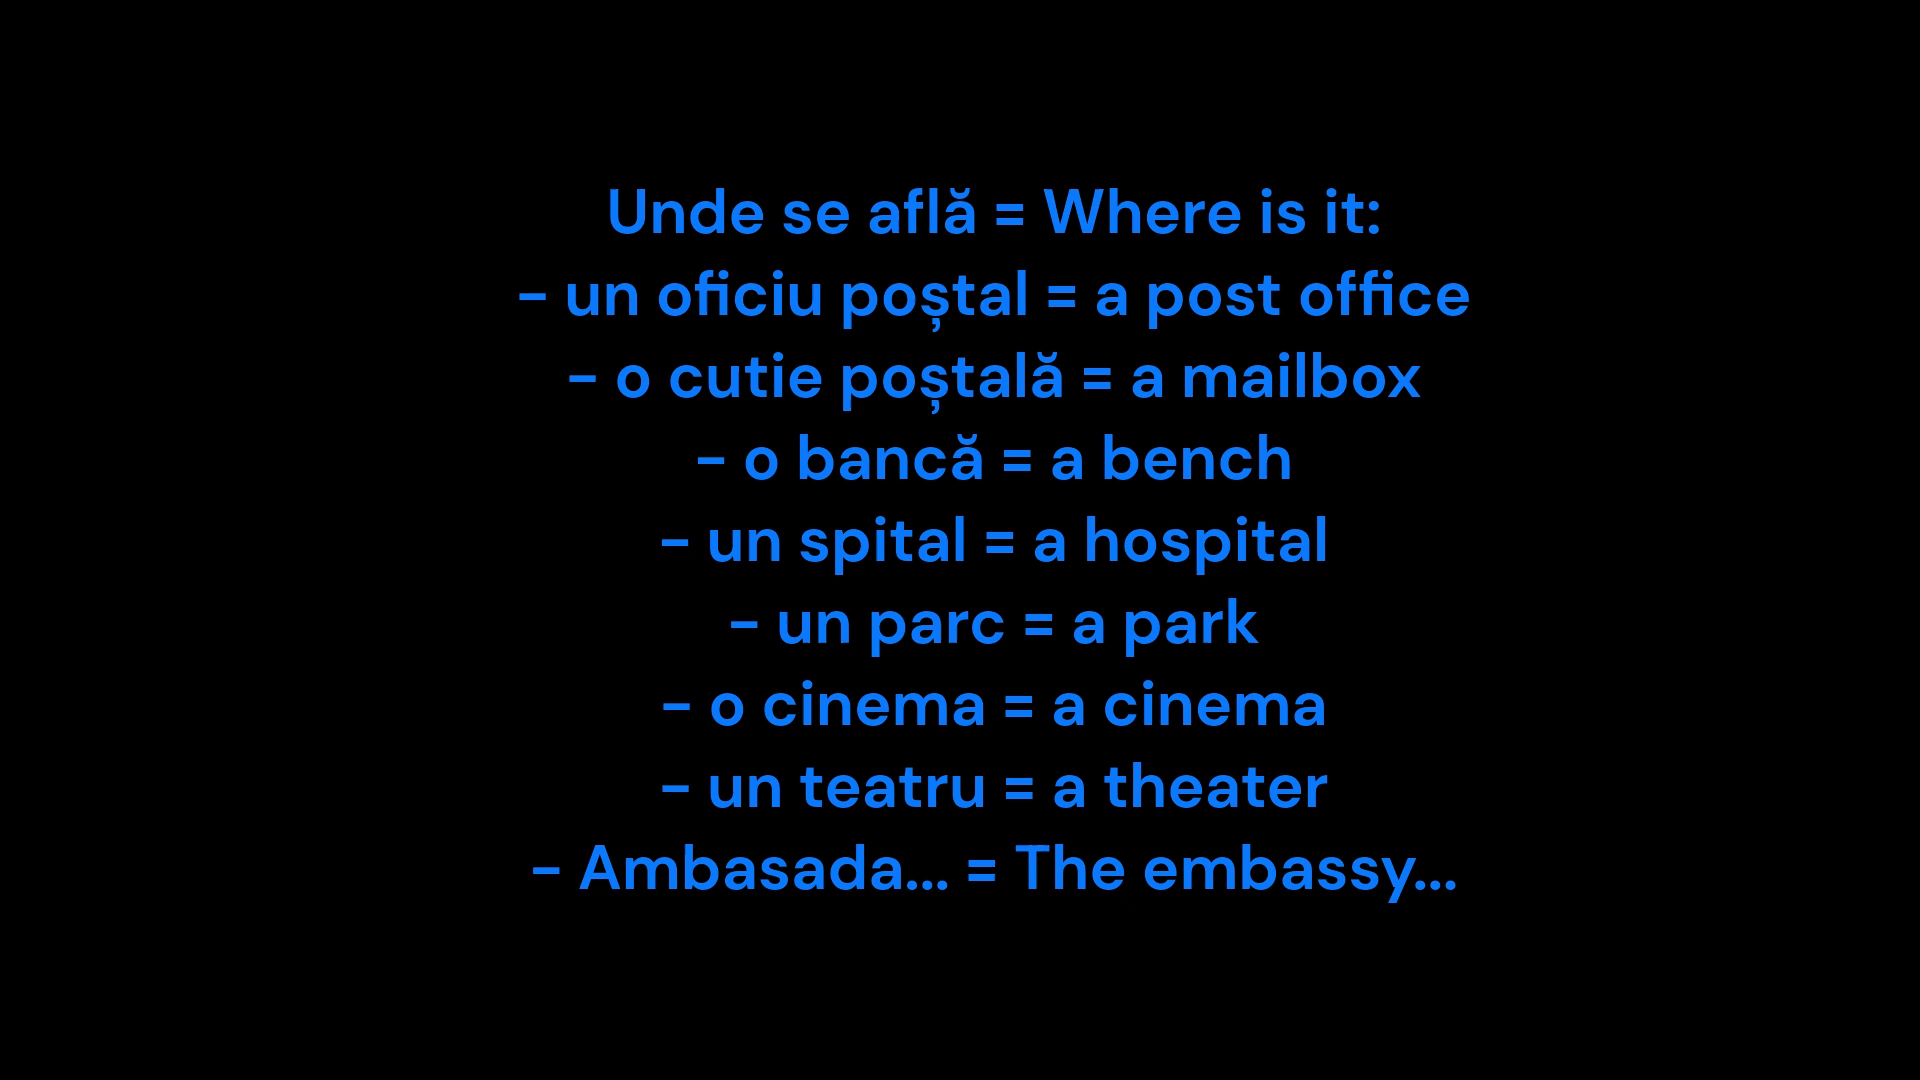 Unde se află = Where is it:
- un oficiu poștal = a post office
- o cutie poștală = a mailbox
- o bancă = a bench
- un spital = a hospital
- un parc = a park
- o cinema = a cinema
- un teatru = a theater
- Ambasada... = The embassy...